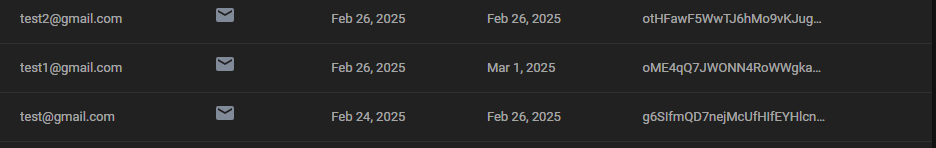 test2@gmail.com Feb 26, 2025 Feb 26, 2025 otHFawF5WwTJ6hMo9vKJug...
test1@gmail.com Feb 26, 2025 Mar 1, 2025 oME4qQ7JWONN4RoWWgka...
test@gmail.com Feb 24, 2025 Feb 26, 2025 g6SIfmQD7nejMcUfHIfEYHlcn...